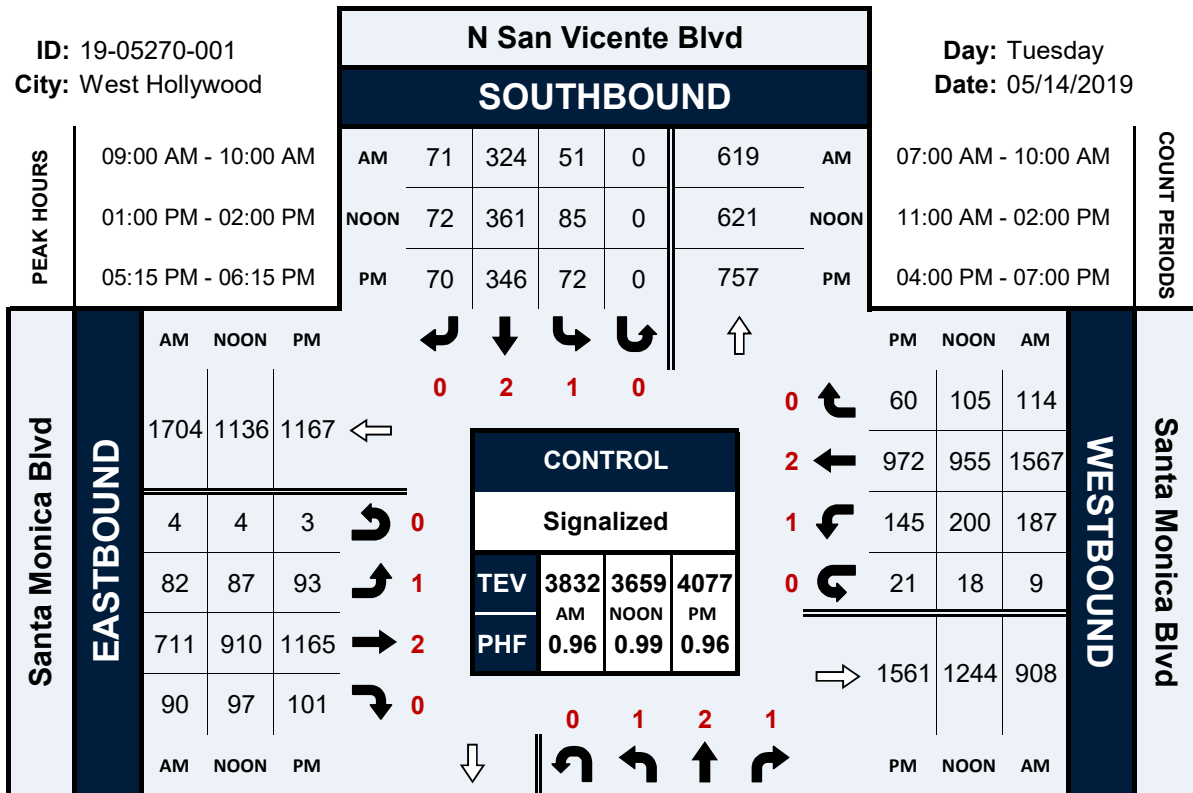 N San Vicente Blvd
ID: 19-05270-001
Day: Tuesday
City: West Hollywood
SOUTHBOUND
Date: 05/14/2019
PEAK HOURS
09:00 AM - 10:00 AM
AM 71 324 51 0 619 AM
07:00 AM - 10:00 AM
COUNT PERIODS
01:00 PM - 02:00 PM
NOON 72 361 85 0 621 NOON
11:00 AM - 02:00 PM
05:15 PM - 06:15 PM
PM 70 346 72 0 757 PM
04:00 PM - 07:00 PM
Santa Monica Blvd
EASTBOUND
AM NOON PM
0 2 1 0
PM NOON AM
1704 1136 1167
0 60 105 114
2 972 955 1567
1 145 200 187
0 21 18 9
WESTBOUND
Santa Monica Blvd
CONTROL
Signalized
TEV 3832 3659 4077
AM NOON PM
PHF 0.96 0.99 0.96
4 4 3 0
82 87 93 1
711 910 1165 2
90 97 101 0
1561 1244 908
0 1 2 1
AM NOON PM
PM NOON AM